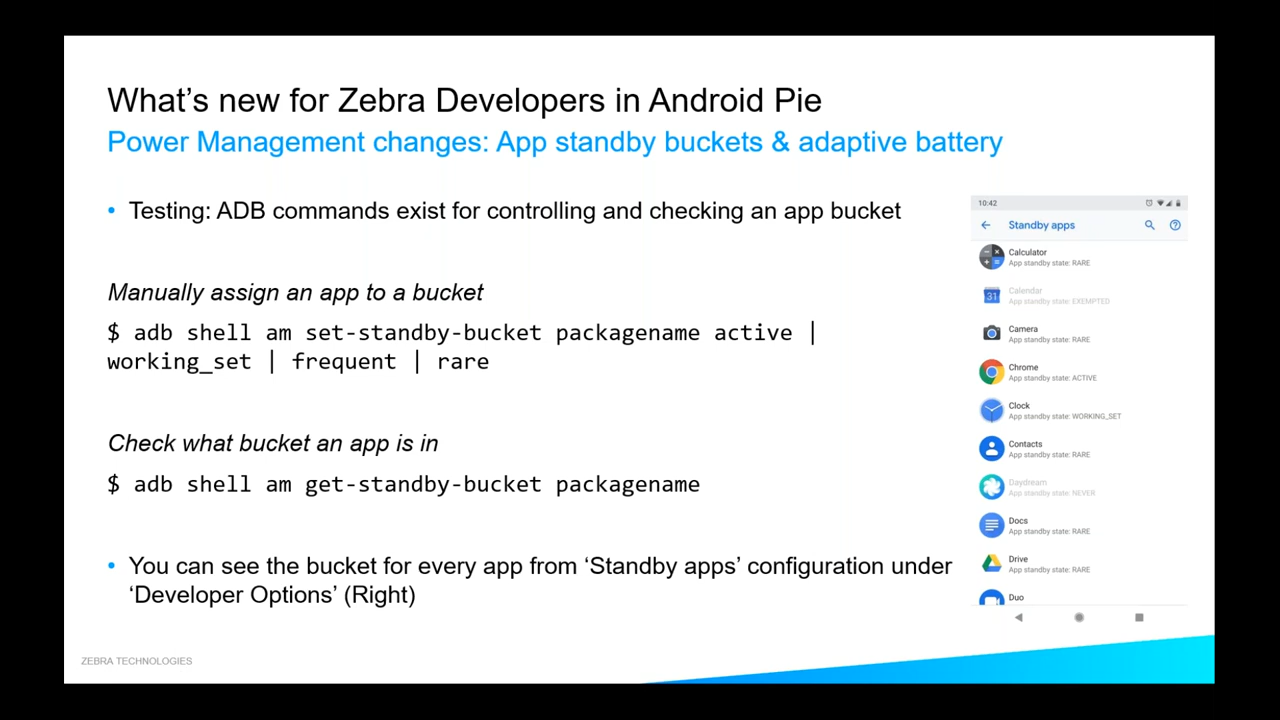 What’s new for Zebra Developers in Android Pie
Power Management changes: App standby buckets & adaptive battery
• Testing: ADB commands exist for controlling and checking an app bucket
Manually assign an app to a bucket
$ adb shell am set-standby-bucket packagename active |
working_set | frequent | rare
Check what bucket an app is in
$ adb shell am get-standby-bucket packagename
• You can see the bucket for every app from ‘Standby apps’ configuration under
‘Developer Options’ (Right)
10:42
Standby apps
Calculator
App standby state: RARE
31
Calendar
App standby state: EXEMPTED
Camera
App standby state: RARE
Chrome
App standby state: ACTIVE
Clock
App standby state: WORKING_SET
Contacts
App standby state: RARE
Daydream
App standby state: NEVER
Docs
App standby state: RARE
Drive
App standby state: RARE
Duo
ZEBRA TECHNOLOGIES